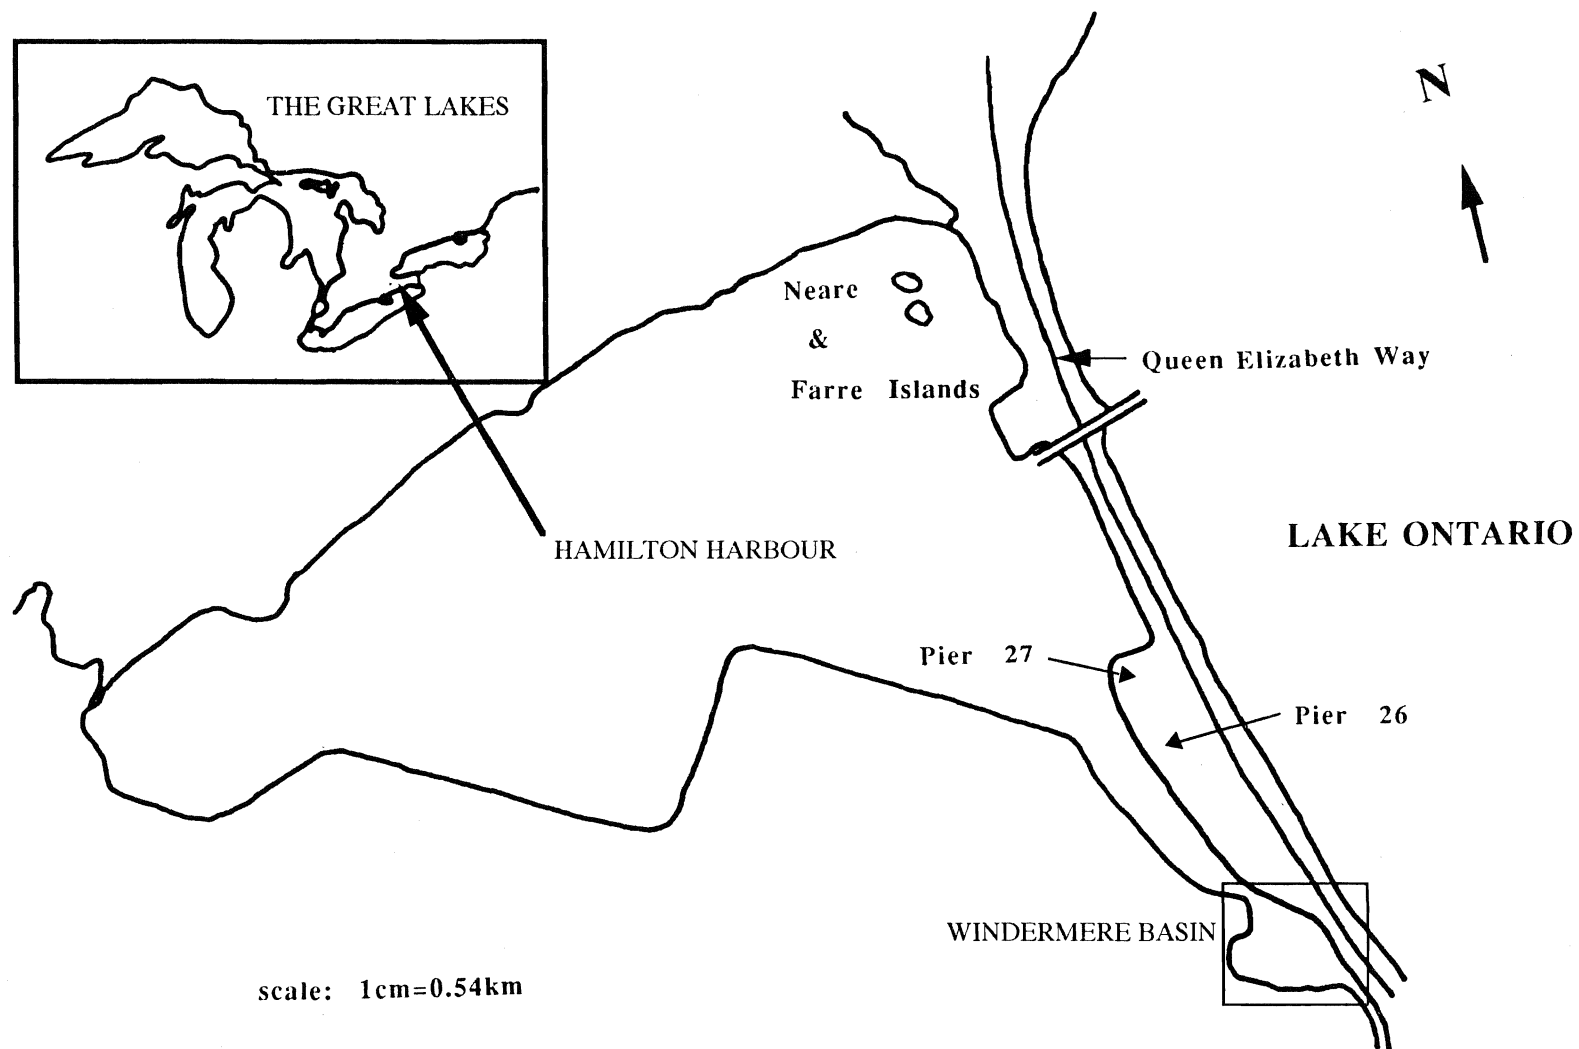 N
THE GREAT LAKES
Neare
&
Farre Islands
Queen Elizabeth Way
LAKE ONTARIO
HAMILTON HARBOUR
Pier 27
Pier 26
WINDERMERE BASIN
scale: 1cm=0.54km